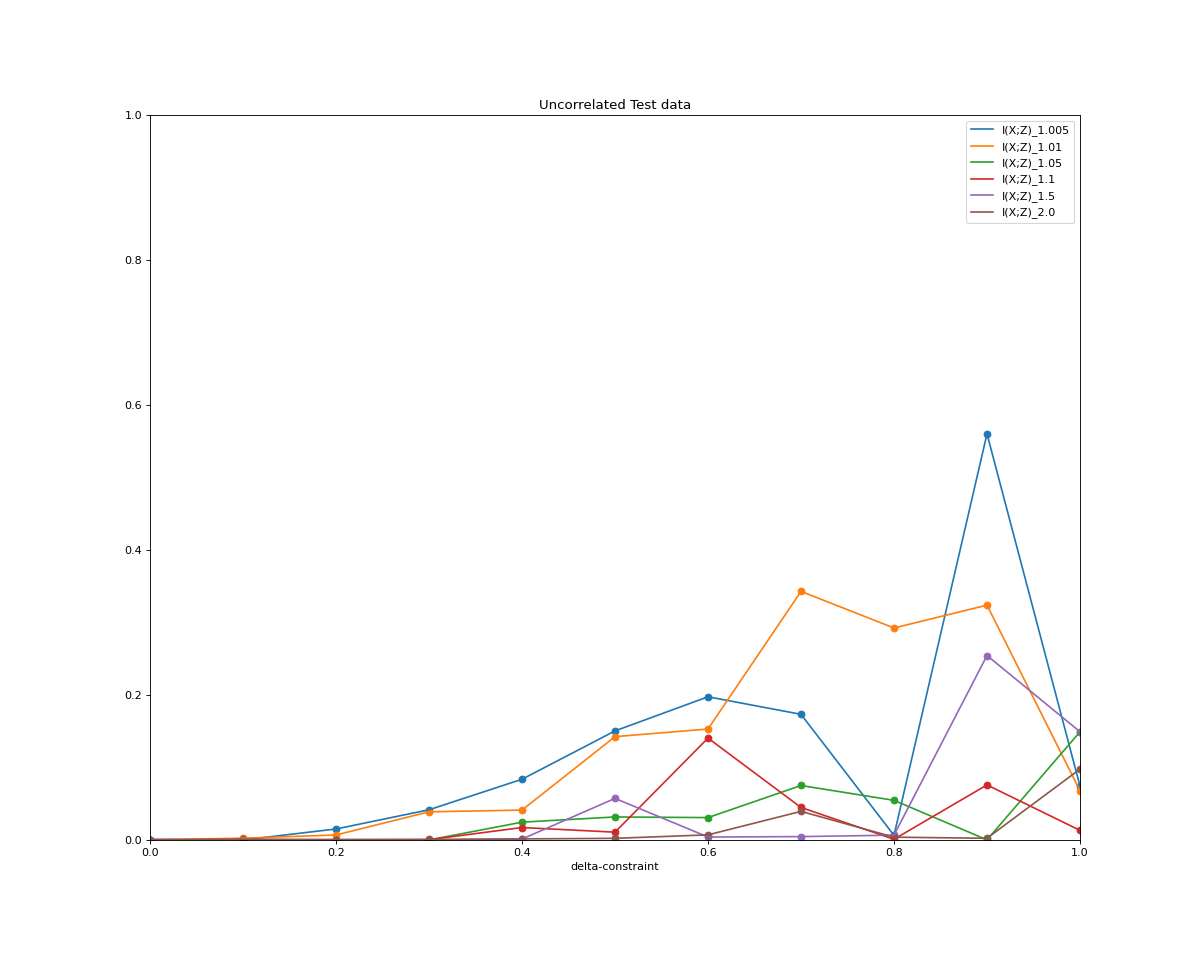 Uncorrelated Test data
1.0
0.8
0.6
0.4
0.2
0.0
I(X;Z)_1.005
I(X;Z)_1.01
I(X;Z)_1.05
I(X;Z)_1.1
I(X;Z)_1.5
I(X;Z)_2.0
0.0 0.2 0.4 0.6 0.8 1.0
delta-constraint